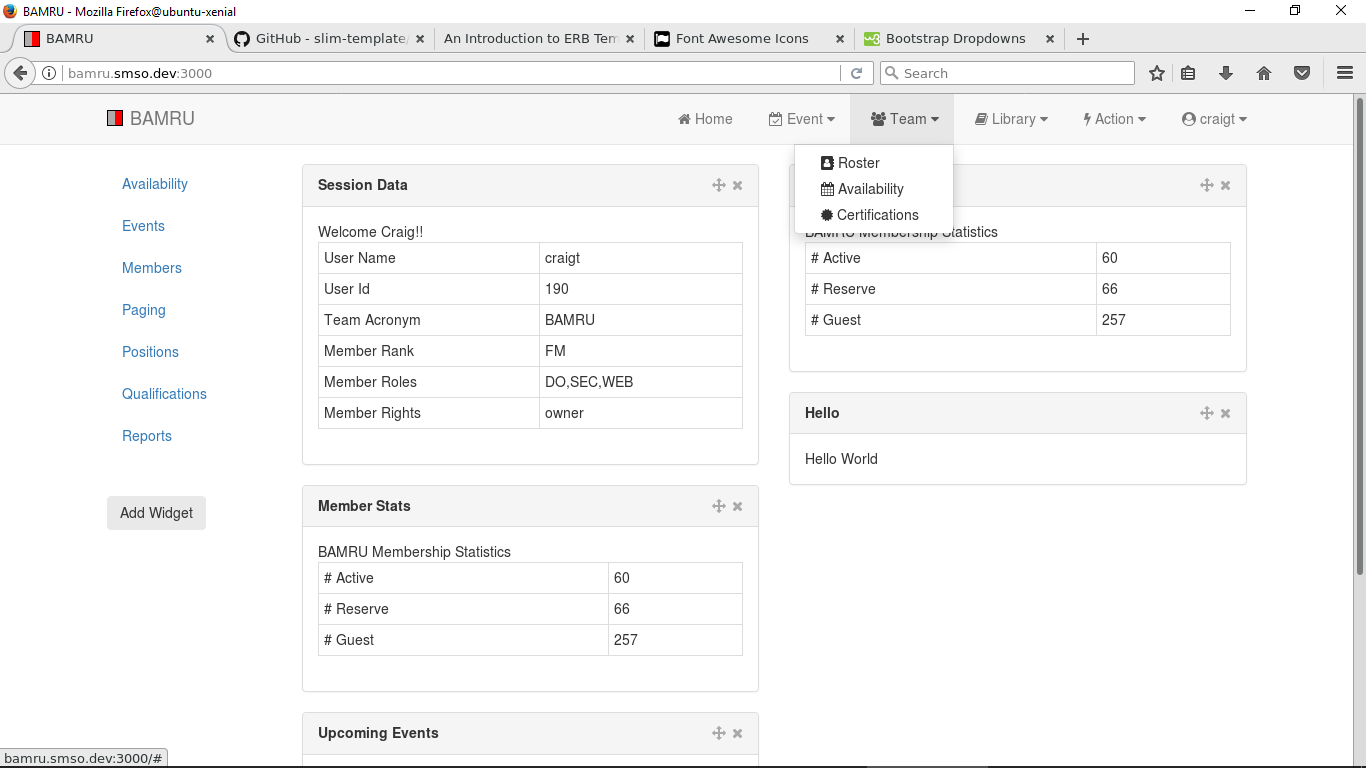 BAMRU - Mozilla Firefox@ubuntu-xenial
BAMRU
GitHub - slim-template/
An Introduction to ERB Tem
Font Awesome Icons
Bootstrap Dropdowns
bamru.smso.dev:3000
Search
BAMRU
Home
Event
Team
Library
Action
craigt
Roster
Availability
Certifications
Availability
Events
Members
Paging
Positions
Qualifications
Reports
Add Widget
Session Data
Welcome Craig!!
User Name craigt
User Id 190
Team Acronym BAMRU
Member Rank FM
Member Roles DO,SEC,WEB
Member Rights owner
Member Stats
BAMRU Membership Statistics
# Active 60
# Reserve 66
# Guest 257
Upcoming Events
BAMRU Membership Statistics
# Active 60
# Reserve 66
# Guest 257
Hello
Hello World
bamru.smso.dev:3000/#